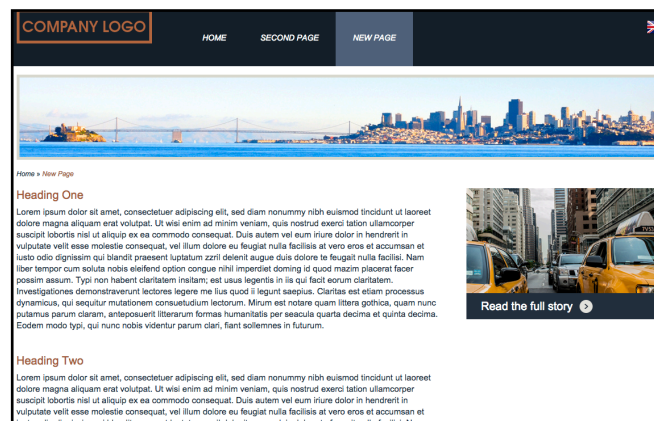 COMPANY LOGO
HOME
SECOND PAGE
NEW PAGE
Home » New Page
Heading One
Lorem ipsum dolor sit amet, consectetuer adipiscing elit, sed diam nonummy nibh euismod tincidunt ut laoreet
dolore magna aliquam erat volutpat. Ut wisi enim ad minim veniam, quis nostrud exerci tation ullamcorper
suscipit lobortis nisl ut aliquip ex ea commodo consequat. Duis autem vel eum iriure dolor in hendrerit in
vulputate velit esse molestie consequat, vel illum dolore eu feugiat nulla facilisis at vero eros et accumsan et
iusto odio dignissim qui blandit praesent luptatum zzril delenit augue duis dolore te feugait nulla facilisi. Nam
liber tempor cum soluta nobis eleifend option congue nihil imperdiet doming id quod mazim placerat facer
possim assum. Typi non habent claritatem insitam; est usus legentis in iis qui facit eorum claritatem.
Investigationes demonstraverunt lectores legere me lius quod ii legunt saepius. Claritas est etiam processus
dynamicus, qui sequitur mutationem consuetudium lectorum. Mirum est notare quam littera gothica, quam nunc
putamus parum claram, anteposuerit litterarum formas humanitatis per seacula quarta decima et quinta decima.
Eodem modo typi, qui nunc nobis videntur parum clari, fiant sollemnes in futurum.
Read the full story
Heading Two
Lorem ipsum dolor sit amet, consectetuer adipiscing elit, sed diam nonummy nibh euismod tincidunt ut laoreet
dolore magna aliquam erat volutpat. Ut wisi enim ad minim veniam, quis nostrud exerci tation ullamcorper
suscipit lobortis nisl ut aliquip ex ea commodo consequat. Duis autem vel eum iriure dolor in hendrerit in
vulputate velit esse molestie consequat, vel illum dolore eu feugiat nulla facilisis at vero eros et accumsan et